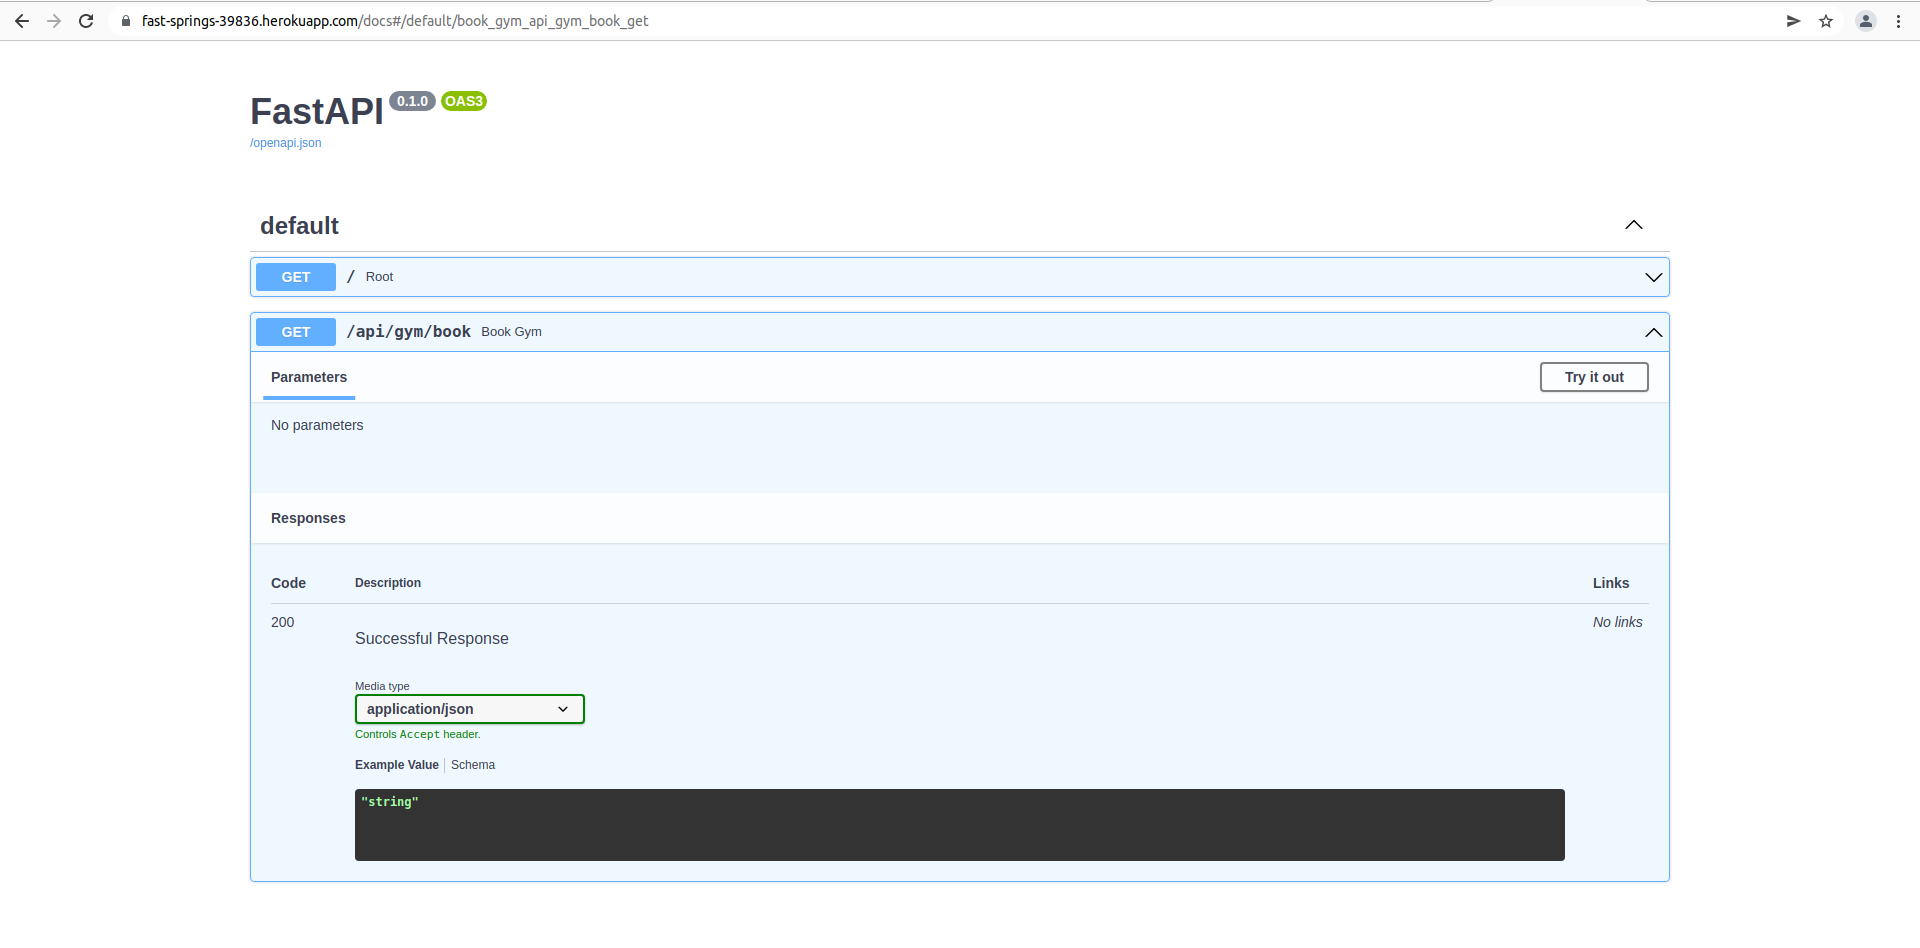 fast-springs-39836.herokuapp.com/docs#/default/book_gym_api_gym_book_get
FastAPI 0.1.0 OAS3
/openapi.json
default
GET / Root
GET /api/gym/book Book Gym
Parameters Try it out
No parameters
Responses
Code Description Links
200 No links
Successful Response
Media type
application/json
Controls Accept header.
Example Value Schema
"string"